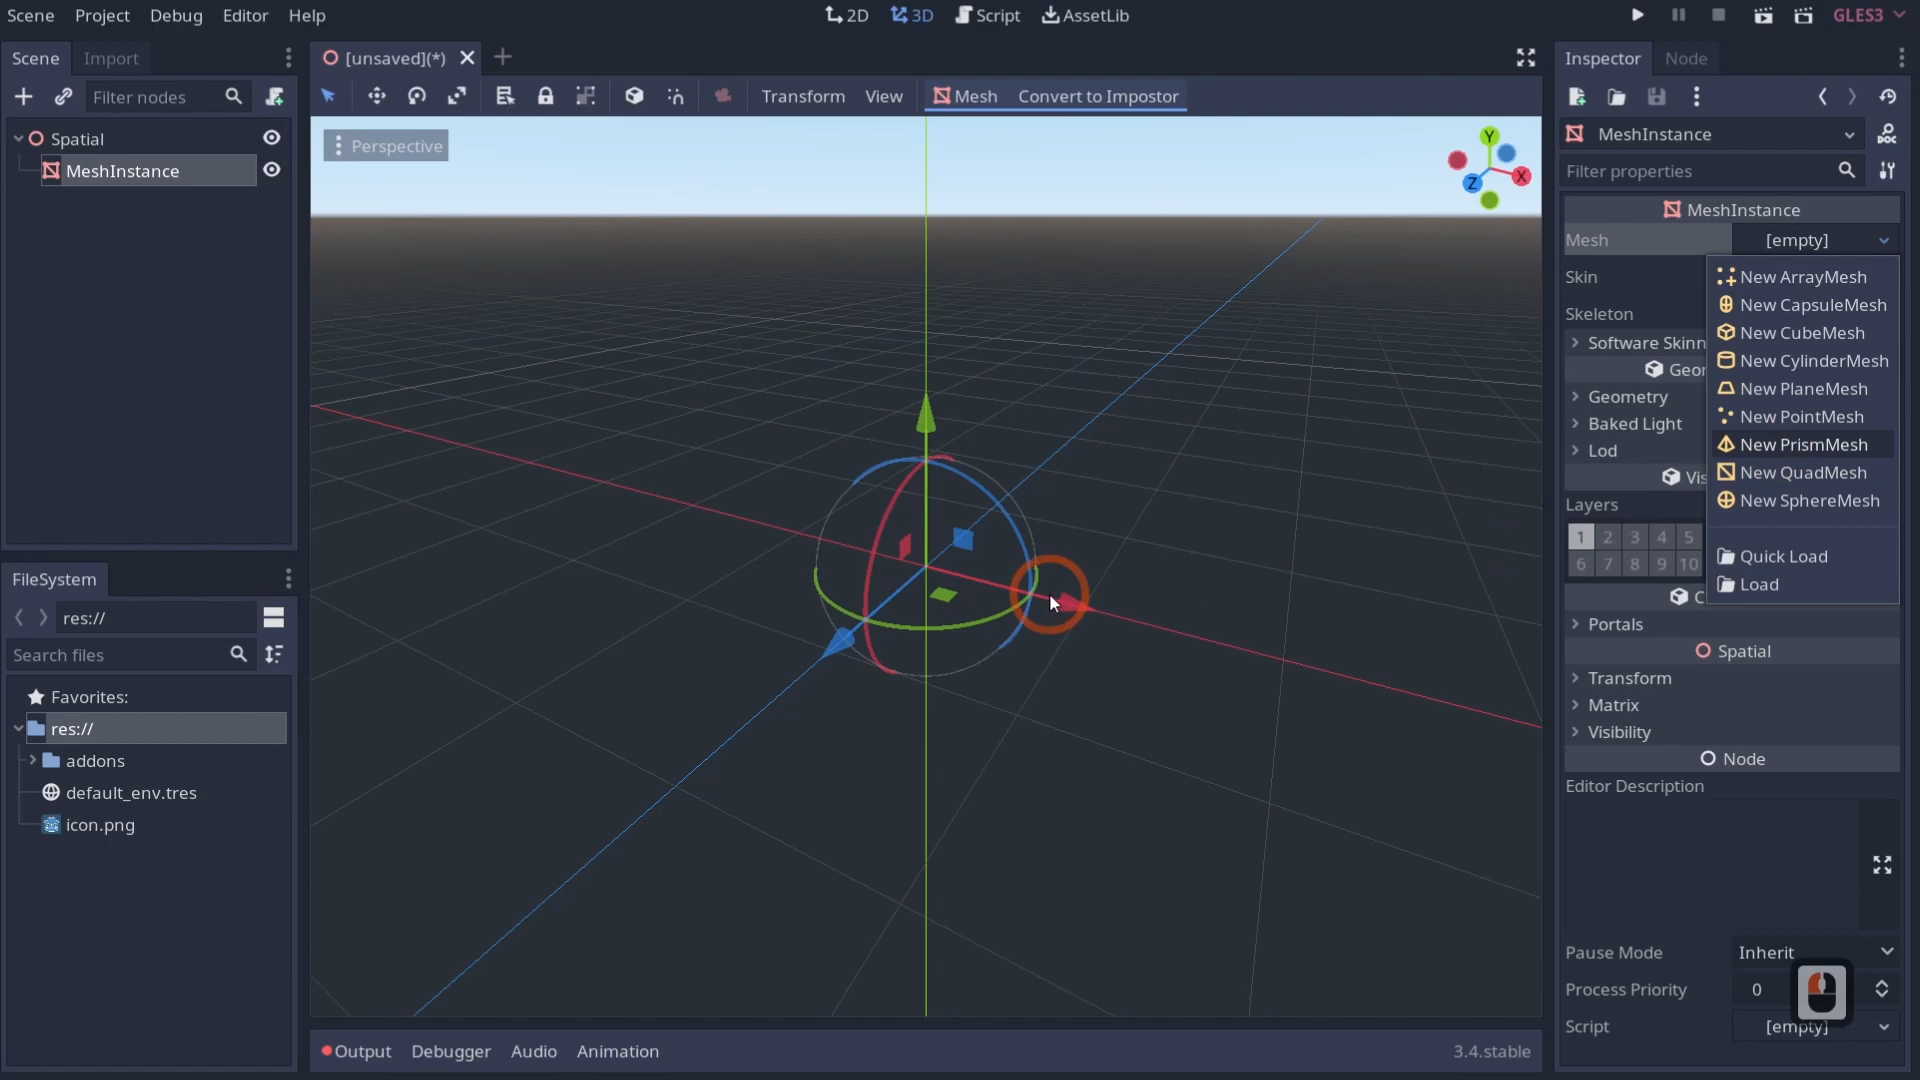 Scene Project Debug Editor Help
2D 3D Script AssetLib
GLES3
Scene Import
[unsaved](*)
Inspector Node
Filter nodes
Transform View Mesh Convert to Impostor
Spatial
MeshInstance
Perspective
Y
X
Z
MeshInstance
Filter properties
MeshInstance
Mesh [empty]
Skin
Skeleton
Software Skinn
Geor
Geometry
Baked Light
Lod
Vis
Layers
1 2 3 4 5
6 7 8 9 10
C
New ArrayMesh
New CapsuleMesh
New CubeMesh
New CylinderMesh
New PlaneMesh
New PointMesh
New PrismMesh
New QuadMesh
New SphereMesh
Quick Load
Load
Portals
Spatial
Transform
Matrix
Visibility
Node
Editor Description
Pause Mode Inherit
Process Priority 0
Script [empty]
FileSystem
res://
Search files
Favorites:
res://
addons
default_env.tres
icon.png
Output Debugger Audio Animation
3.4.stable